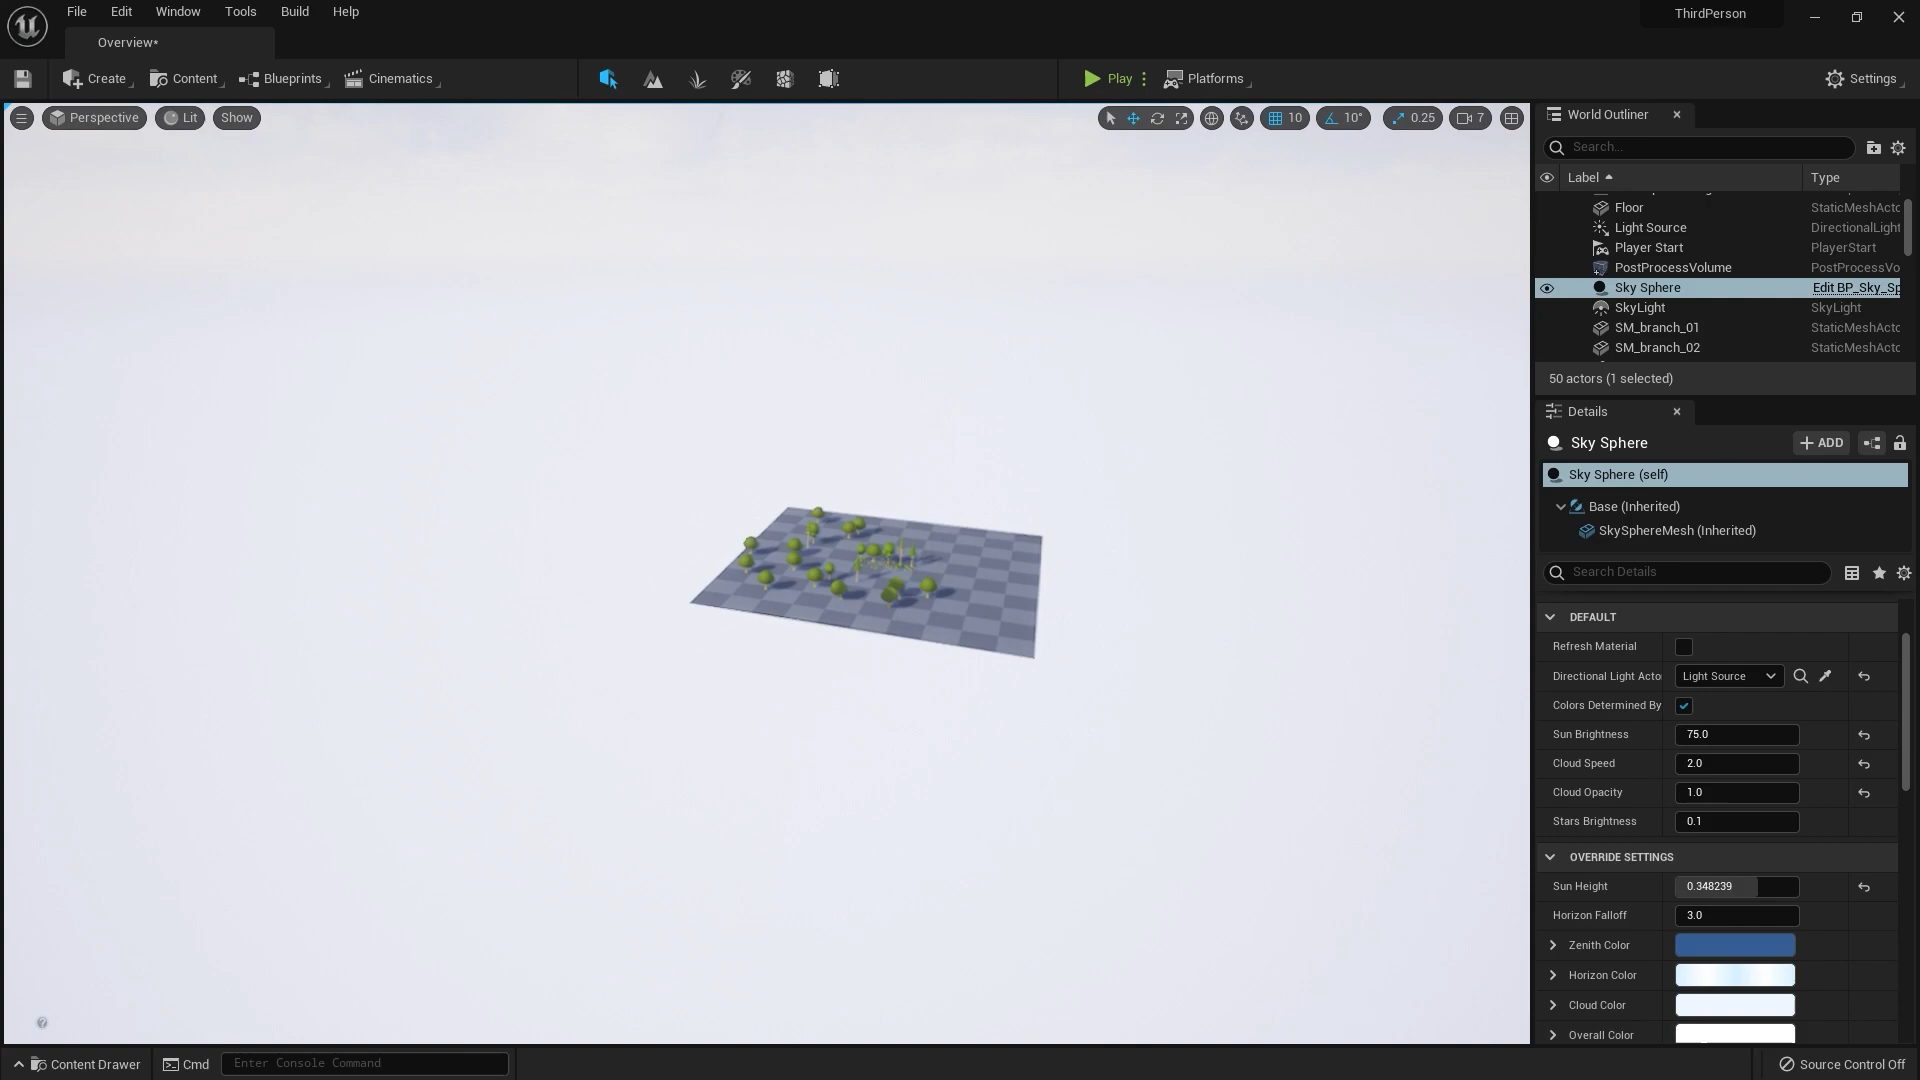 File Edit Window Tools Build Help
ThirdPerson
Overview*
Create Content Blueprints Cinematics Play Platforms Settings
Perspective Lit Show 10 10° 0.25 7
World Outliner
Search...
Label Type
Floor StaticMeshActo
Light Source DirectionalLight
Player Start PlayerStart
PostProcessVolume PostProcessVo
Sky Sphere Edit BP_Sky_Sp
SkyLight SkyLight
SM_branch_01 StaticMeshActo
SM_branch_02 StaticMeshActo
50 actors (1 selected)
Details
Sky Sphere ADD
Sky Sphere (self)
Base (Inherited)
SkySphereMesh (Inherited)
Search Details
DEFAULT
Refresh Material
Directional Light Acto Light Source
Colors Determined By
Sun Brightness 75.0
Cloud Speed 2.0
Cloud Opacity 1.0
Stars Brightness 0.1
OVERRIDE SETTINGS
Sun Height 0.348239
Horizon Falloff 3.0
Zenith Color
Horizon Color
Cloud Color
Overall Color
?
Content Drawer Cmd Enter Console Command Source Control Off